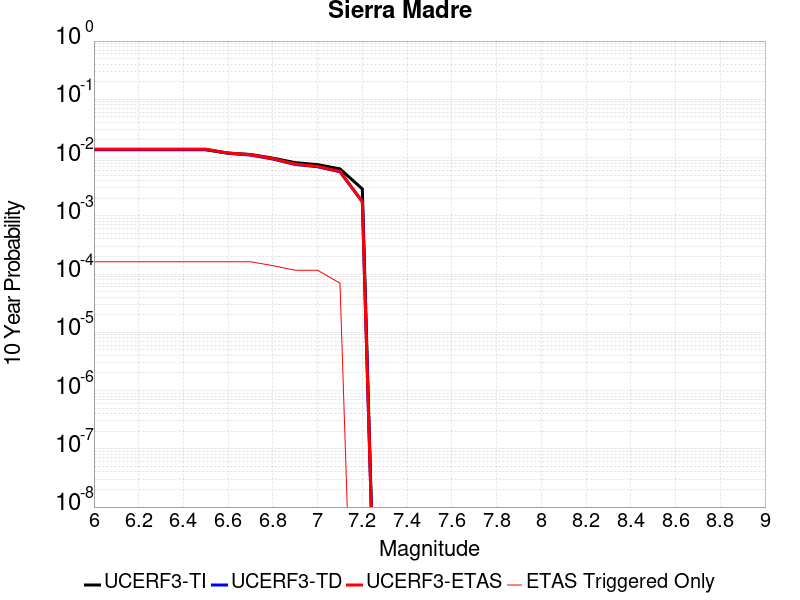 Sierra Madre
10 0
10 -1
10 -2
10 -3
10 -4
10 -5
10 -6
10 -7
10 -8
10 Year Probability
6 6.2 6.4 6.6 6.8 7 7.2 7.4 7.6 7.8 8 8.2 8.4 8.6 8.8 9
Magnitude
UCERF3-TI UCERF3-TD UCERF3-ETAS ETAS Triggered Only